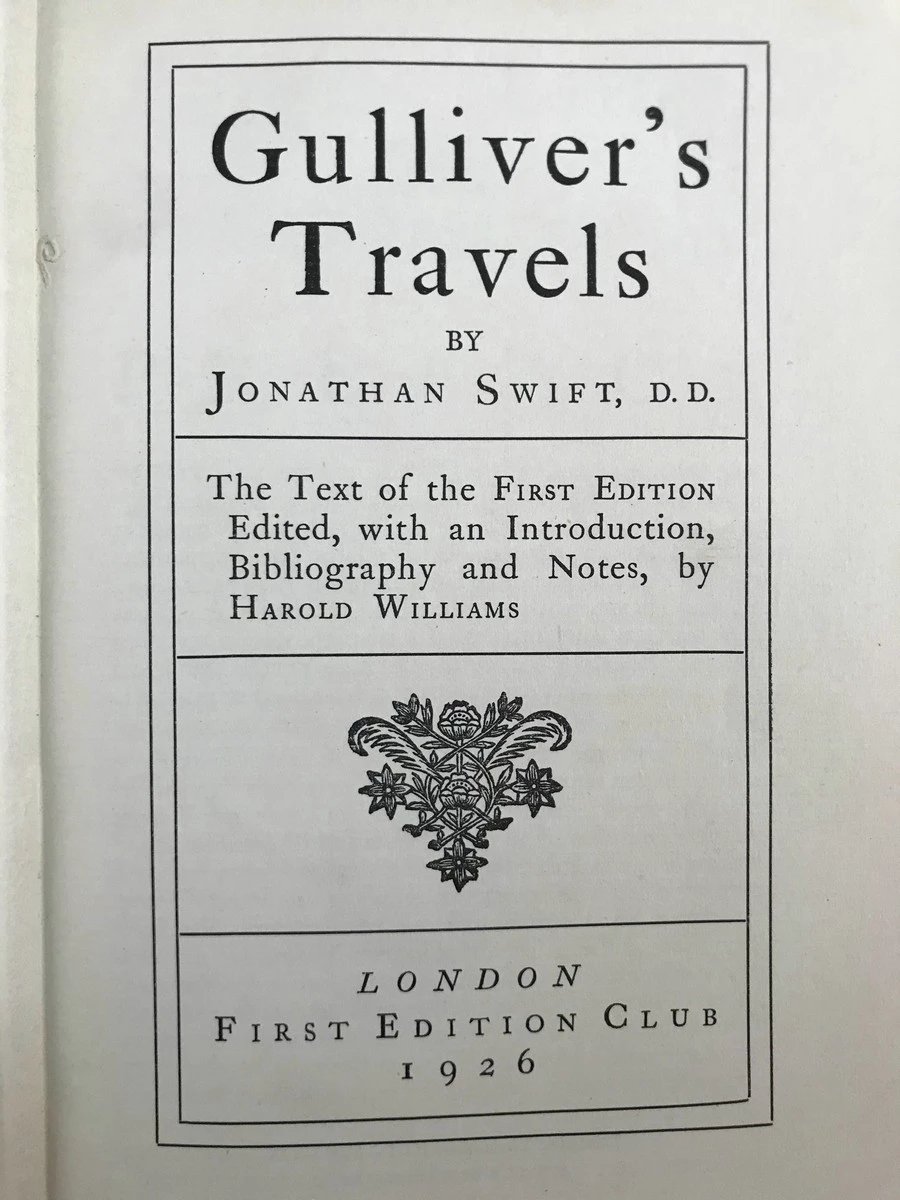 Gulliver's
Travels
BY
JONATHAN SWIFT, D. D.
The Text of the FIRST EDITION
Edited, with an Introduction,
Bibliography and Notes, by
HAROLD WILLIAMS
LONDON
FIRST EDITION CLUB
1926